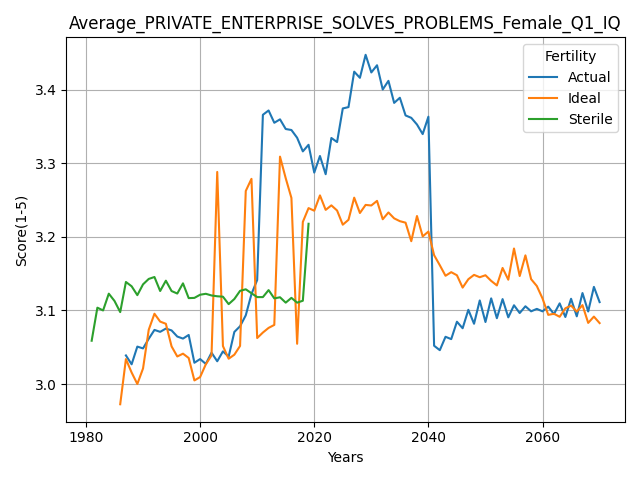 Average_PRIVATE_ENTERPRISE_SOLVES_PROBLEMS_Female_Q1_IQ
Fertility
Actual
Ideal
Sterile
Score(1-5)
3.4
3.3
3.2
3.1
3.0
1980 2000 2020 2040 2060
Years